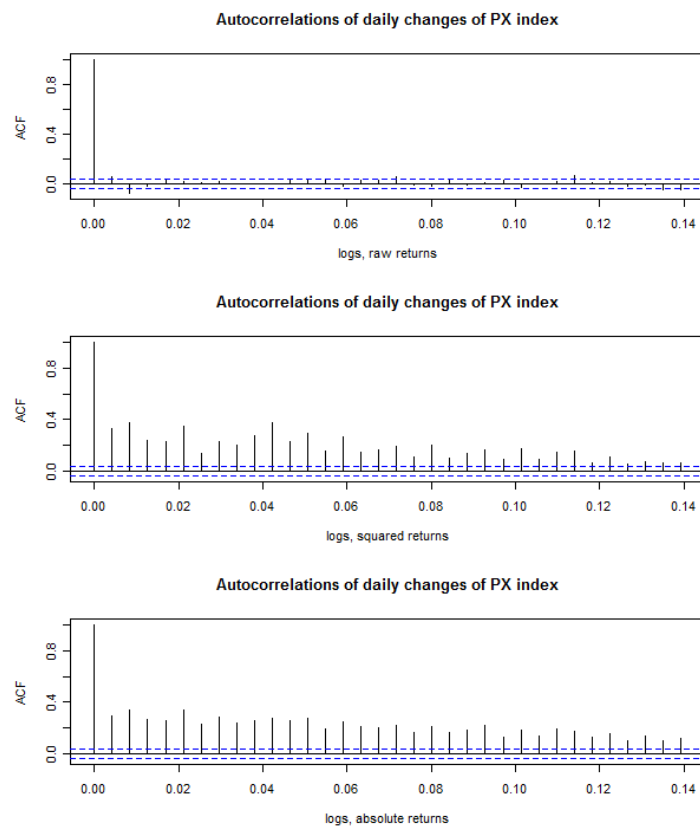 Autocorrelations of daily changes of PX index
ACF
0.8
0.4
0.0
0.00 0.02 0.04 0.06 0.08 0.10 0.12 0.14
logs, raw returns
Autocorrelations of daily changes of PX index
ACF
0.8
0.4
0.0
0.00 0.02 0.04 0.06 0.08 0.10 0.12 0.14
logs, squared returns
Autocorrelations of daily changes of PX index
ACF
0.8
0.4
0.0
0.00 0.02 0.04 0.06 0.08 0.10 0.12 0.14
logs, absolute returns